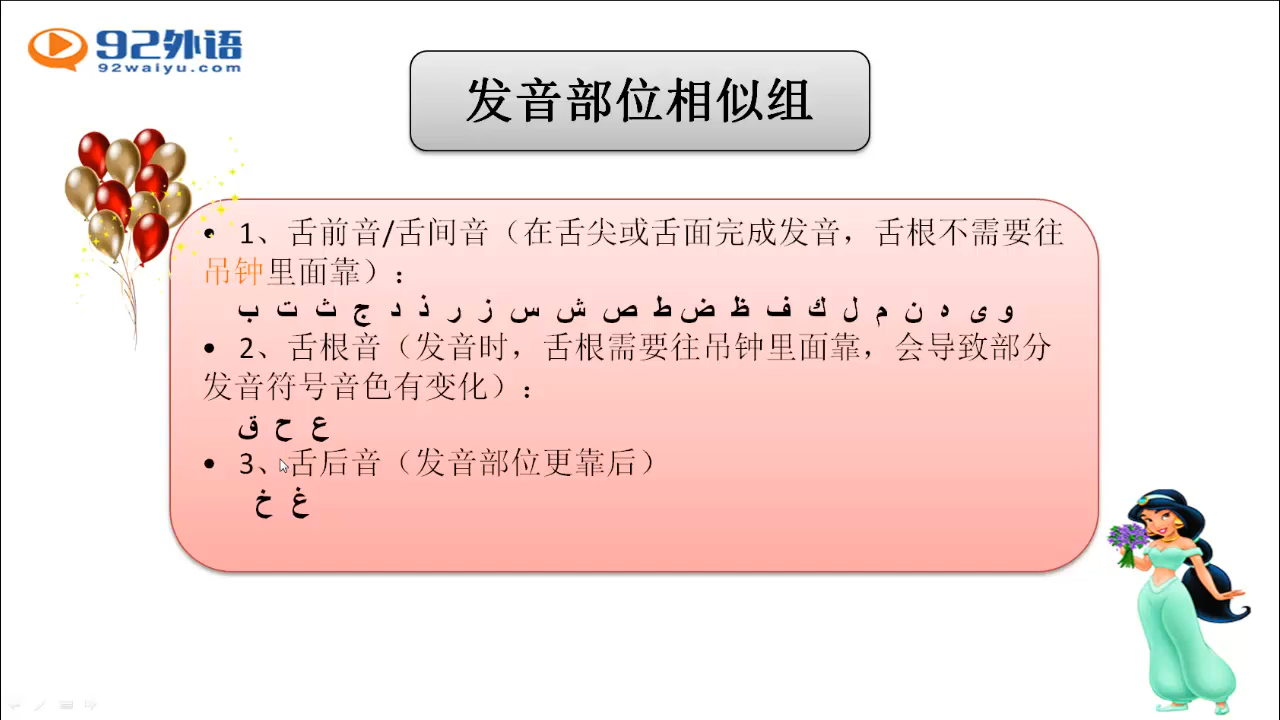 92外语
92waiyu.com
发音部位相似组
• 1、舌前音/舌间音（在舌尖或舌面完成发音，舌根不需要往
吊钟里面靠）：
ب ت ث ج د ذ ر ز س ش ص ض ط ظ ف ك ل م ن ه ى و
• 2、舌根音（发音时，舌根需要往吊钟里面靠，会导致部分
发音符号音色有变化）：
ق ح ع
• 3、舌后音（发音部位更靠后）
خ غ